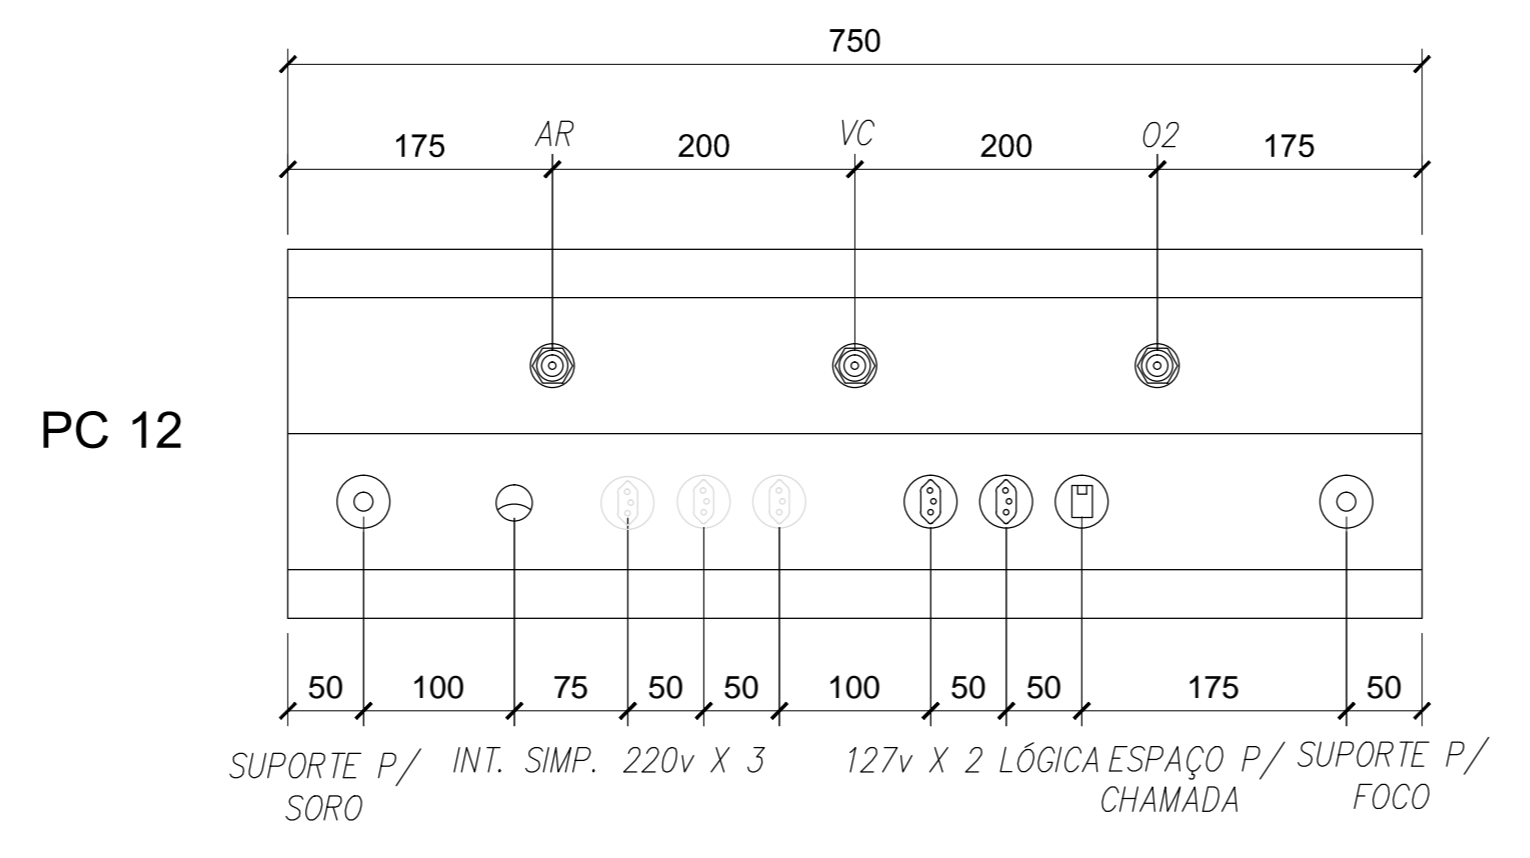 750
175 AR 200 VC 200 O2 175
PC 12
50 100 75 50 50 100 50 50 175 50
SUPORTE P/
SORO
INT. SIMP.
220v X 3
127v X 2
LÓGICA
ESPAÇO P/
CHAMADA
SUPORTE P/
FOCO